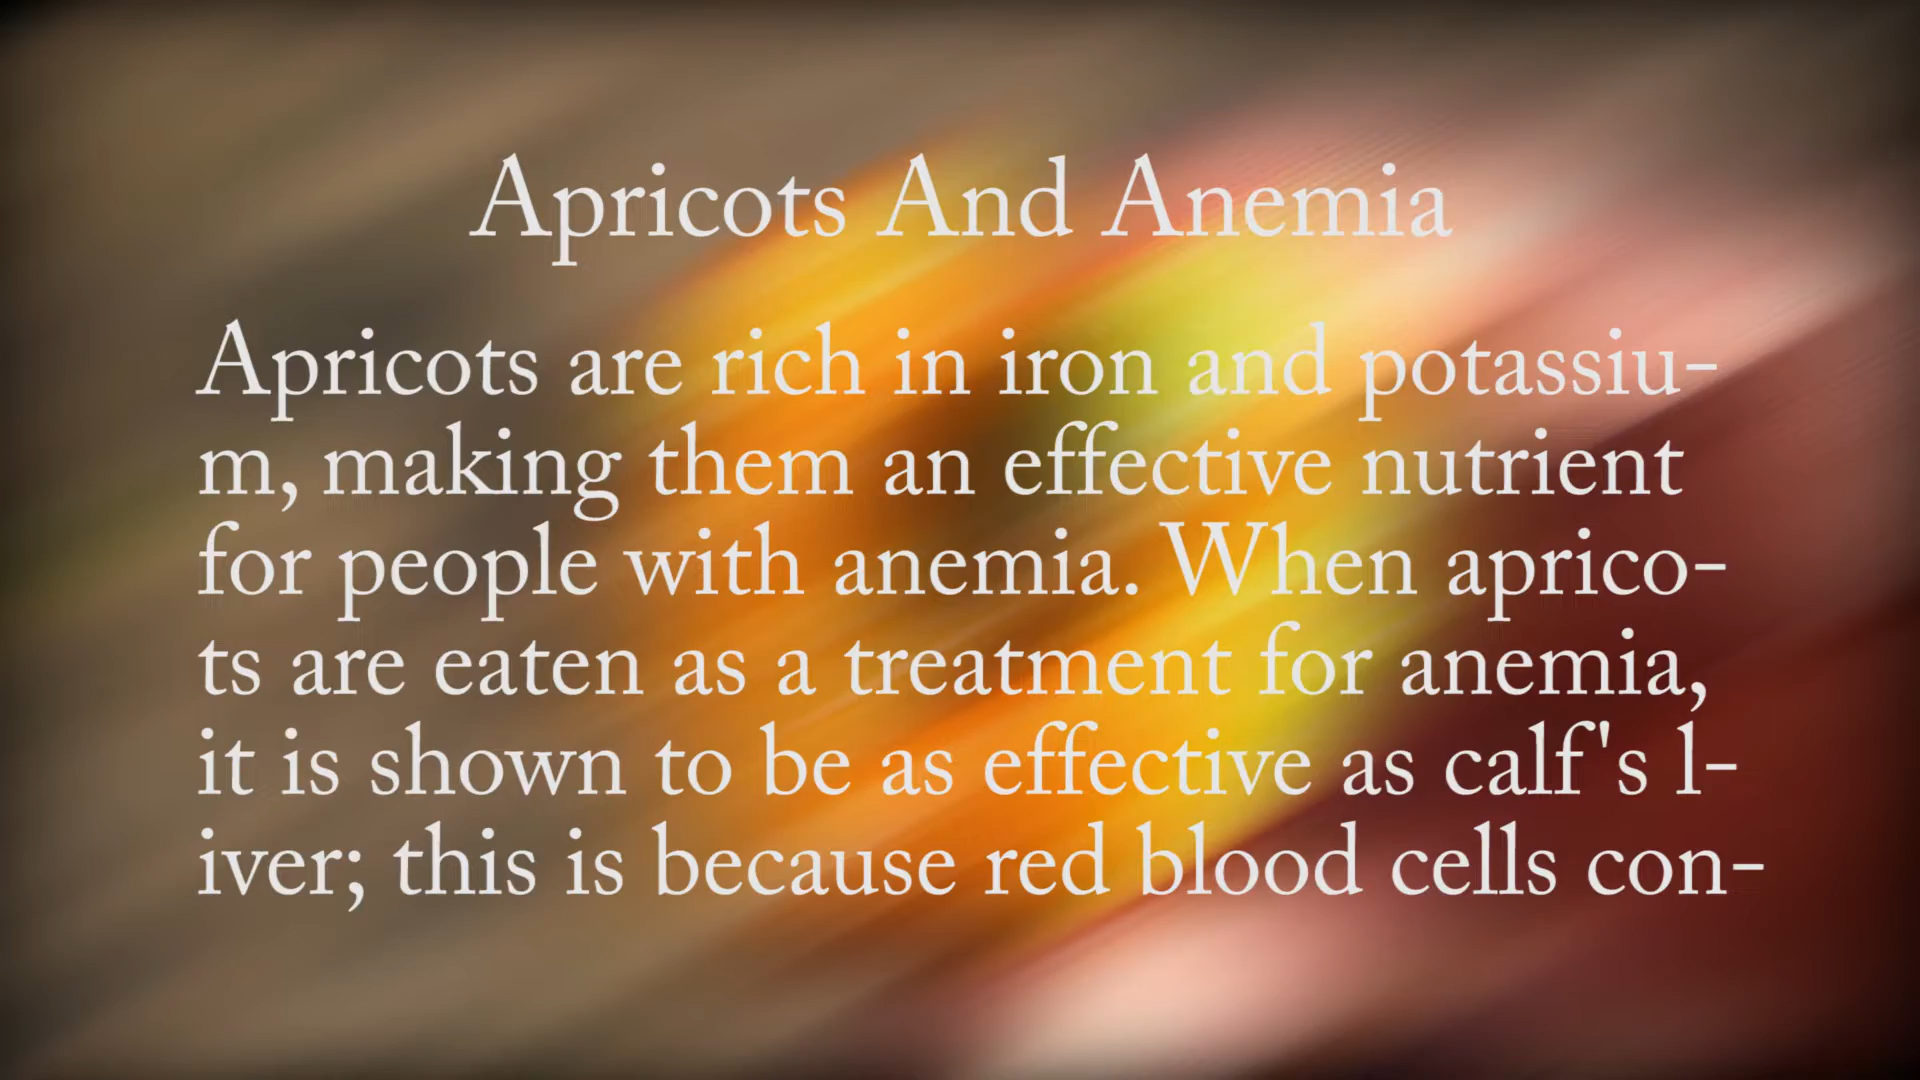 Apricots And Anemia
Apricots are rich in iron and potassiu-
m, making them an effective nutrient
for people with anemia. When aprico-
ts are eaten as a treatment for anemia,
it is shown to be as effective as calf's l-
iver; this is because red blood cells con-